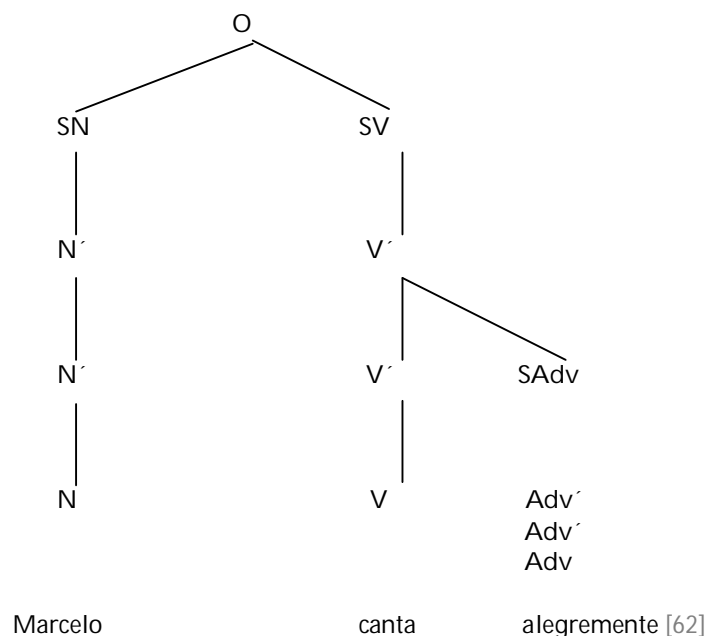 O
SN SV
N´ V´
N´ V´ SAdv
N V Adv´
Adv´
Adv
Marcelo canta alegremente [62]